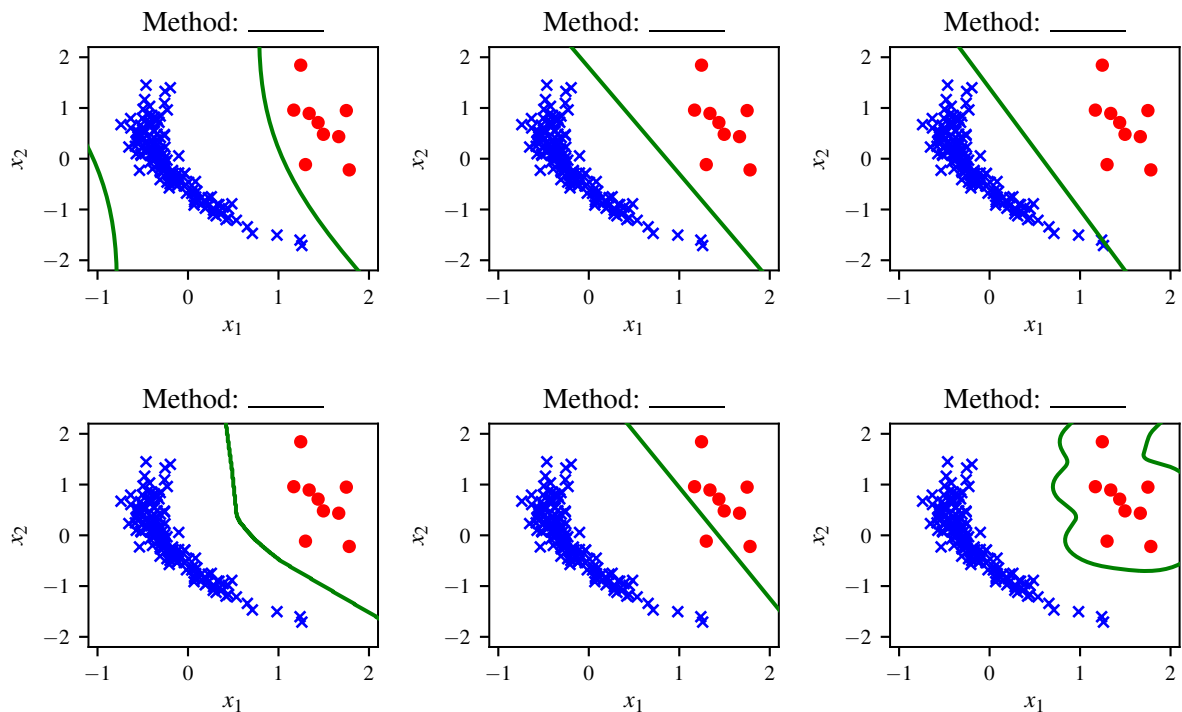 Method: ______ Method: ______ Method: ______
2 2 2
1 1 1
x₂ 0 x₂ 0 x₂ 0
−1 −1 −1
−2 −2 −2
−1 0 1 2 −1 0 1 2 −1 0 1 2
x₁ x₁ x₁
Method: ______ Method: ______ Method: ______
2 2 2
1 1 1
x₂ 0 x₂ 0 x₂ 0
−1 −1 −1
−2 −2 −2
−1 0 1 2 −1 0 1 2 −1 0 1 2
x₁ x₁ x₁